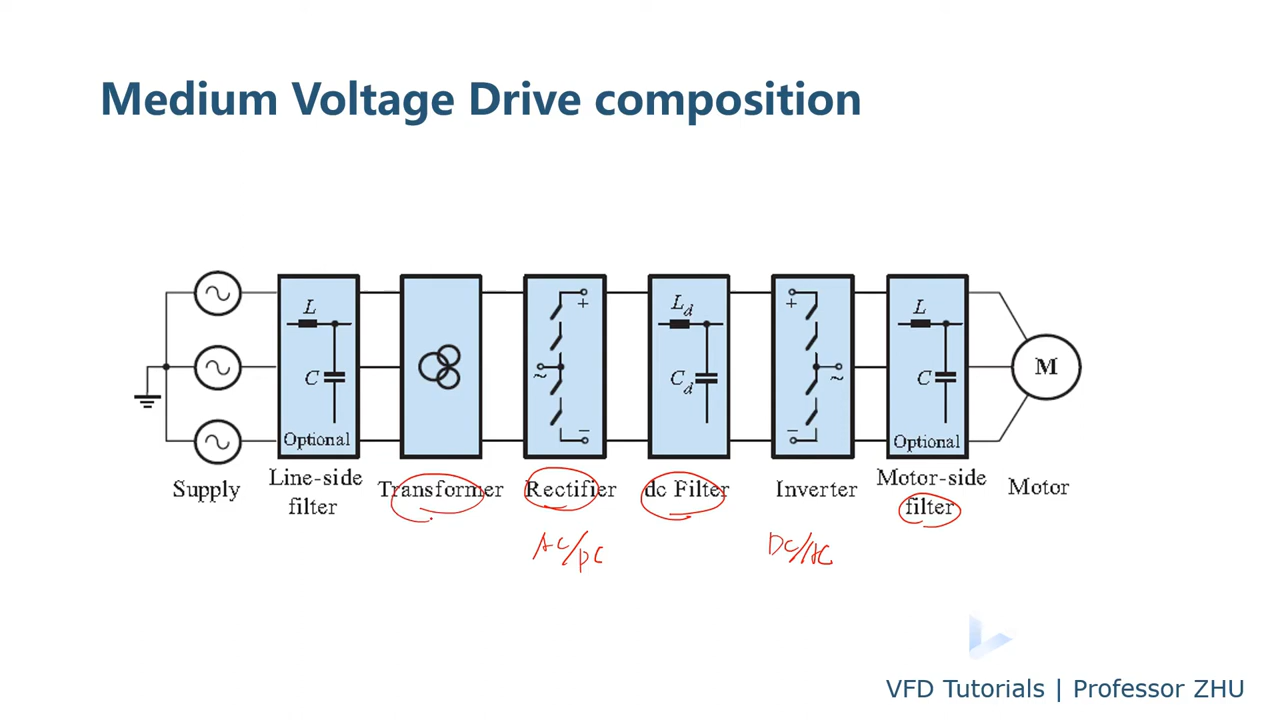 Medium Voltage Drive composition
L
C
Optional
+
~
−
L_d
C_d
+
~
−
L
C
Optional
M
Supply
Line-side
filter
Transformer
Rectifier
dc Filter
Inverter
Motor-side
filter
Motor
AC/DC
DC/AC
VFD Tutorials | Professor ZHU